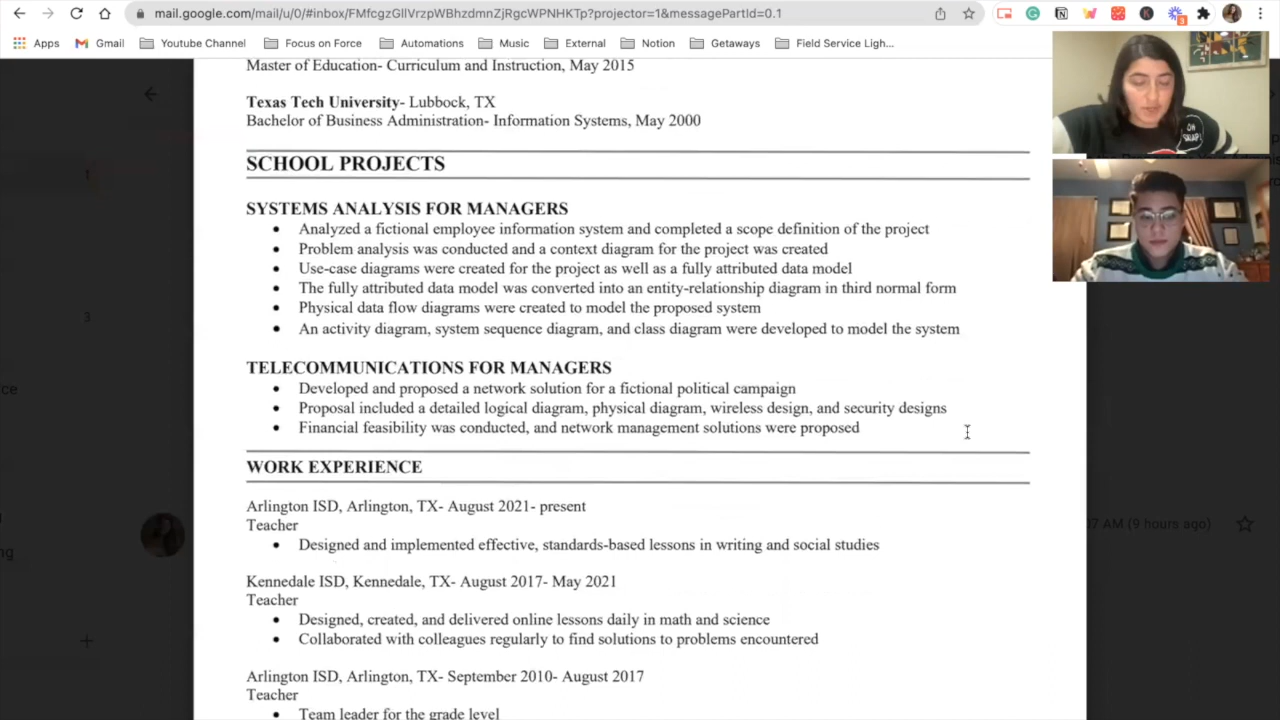 mail.google.com/mail/u/0/#inbox/FMfcgzGllVrzpWBhzdmnZjRgcWPNHKTp?projector=1&messagePartId=0.1
Apps Gmail Youtube Channel Focus on Force Automations Music External Notion Getaways Field Service Ligh...
Master of Education- Curriculum and Instruction, May 2015
Texas Tech University- Lubbock, TX
Bachelor of Business Administration- Information Systems, May 2000
OH SNAP!
SCHOOL PROJECTS
1
SYSTEMS ANALYSIS FOR MANAGERS
• Analyzed a fictional employee information system and completed a scope definition of the project
• Problem analysis was conducted and a context diagram for the project was created
• Use-case diagrams were created for the project as well as a fully attributed data model
• The fully attributed data model was converted into an entity-relationship diagram in third normal form
• Physical data flow diagrams were created to model the proposed system
3
• An activity diagram, system sequence diagram, and class diagram were developed to model the system
TELECOMMUNICATIONS FOR MANAGERS
• Developed and proposed a network solution for a fictional political campaign
• Proposal included a detailed logical diagram, physical diagram, wireless design, and security designs
• Financial feasibility was conducted, and network management solutions were proposed
WORK EXPERIENCE
Arlington ISD, Arlington, TX- August 2021- present
Teacher
7 AM (9 hours ago)
• Designed and implemented effective, standards-based lessons in writing and social studies
Kennedale ISD, Kennedale, TX- August 2017- May 2021
Teacher
• Designed, created, and delivered online lessons daily in math and science
• Collaborated with colleagues regularly to find solutions to problems encountered
Arlington ISD, Arlington, TX- September 2010- August 2017
Teacher
• Team leader for the grade level